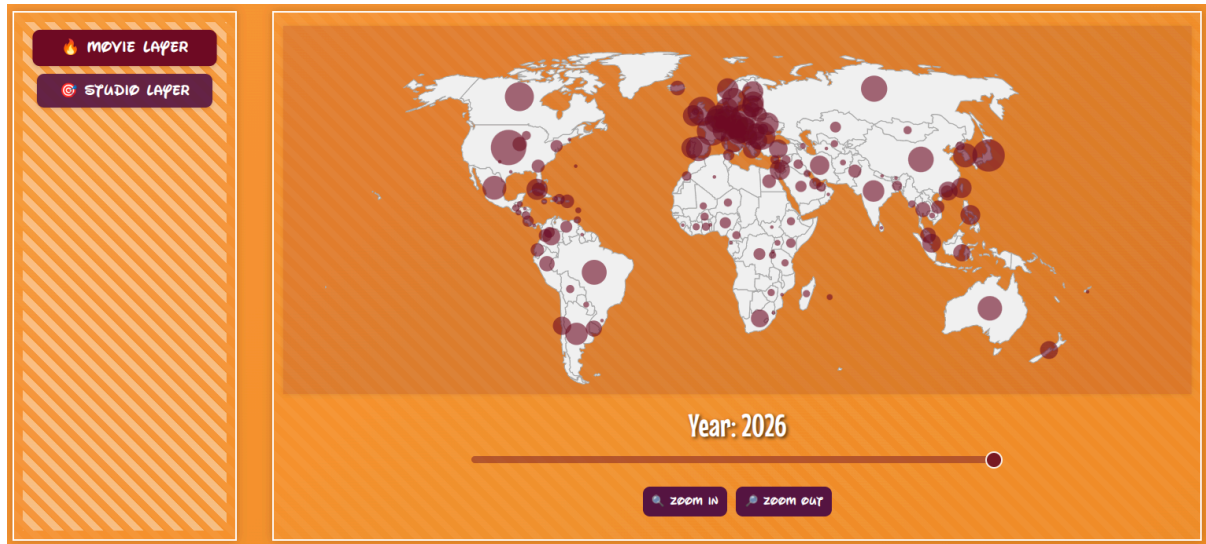 MOVIE LAYER
STUDIO LAYER
Year: 2026
ZOOM IN
ZOOM OUT